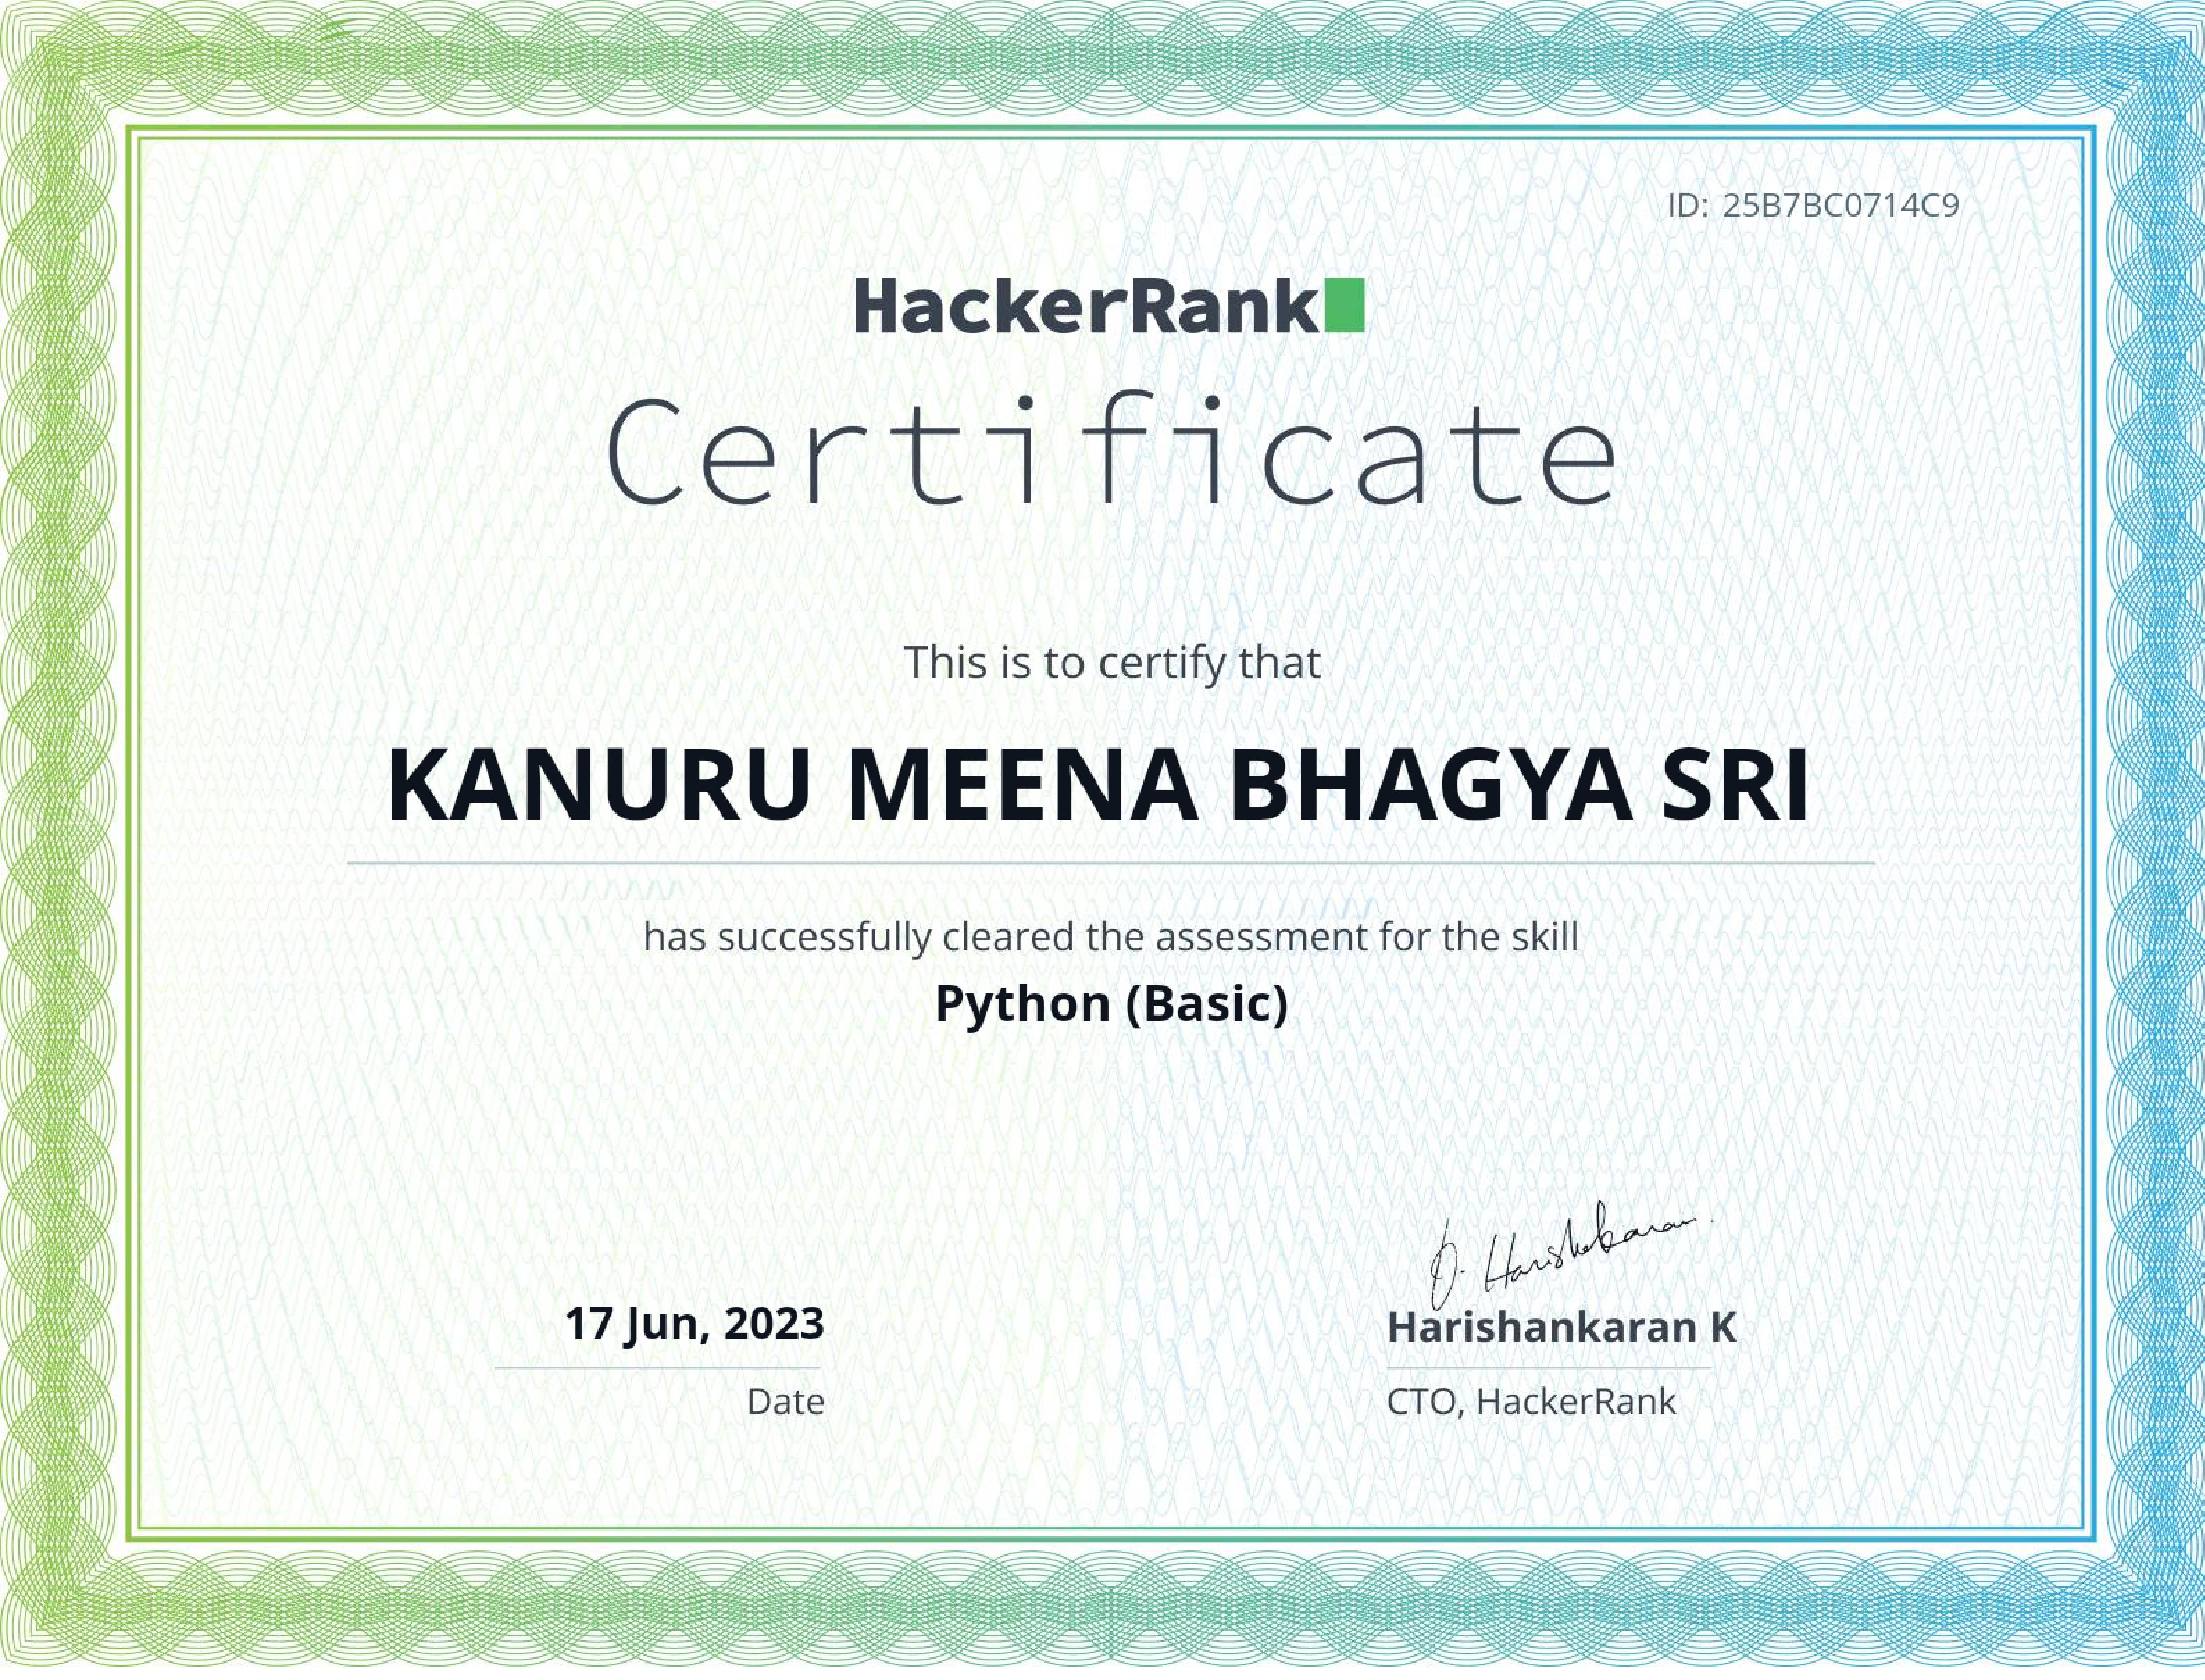 ID: 25B7BC0714C9
HackerRank
Certificate
This is to certify that
KANURU MEENA BHAGYA SRI
has successfully cleared the assessment for the skill
Python (Basic)
17 Jun, 2023
Date
Harishankaran K
CTO, HackerRank